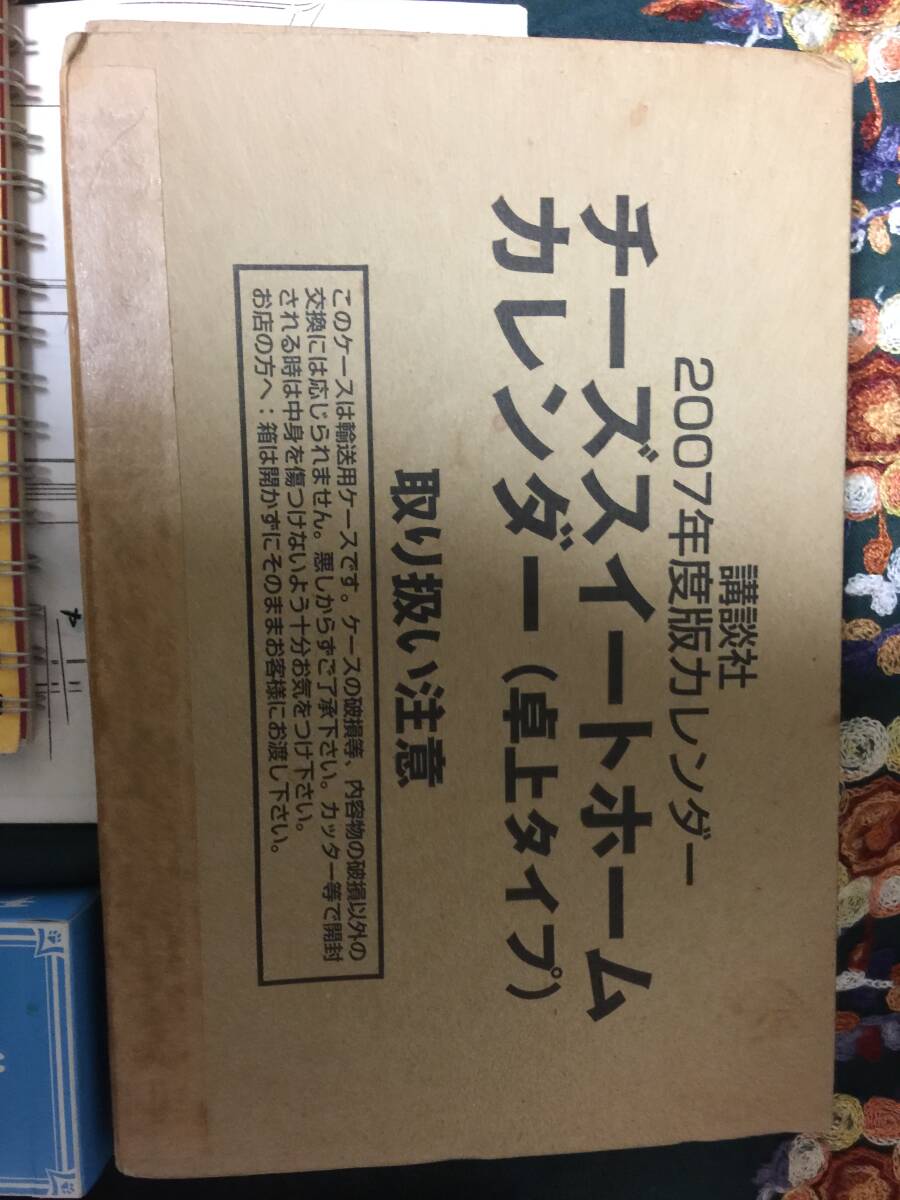 講談社
2007年度版カレンダー
チーズスイートホーム
カレンダー(卓上タイプ)
取り扱い注意
このケースは輸送用ケースです。ケースの破損等、内容物の破損以外の
交換には応じられません。悪しからずご了承下さい。カッター等で開封
される時は中身を傷つけないよう十分お気をつけ下さい。
お店の方へ:箱は開かずにそのままお客様にお渡し下さい。